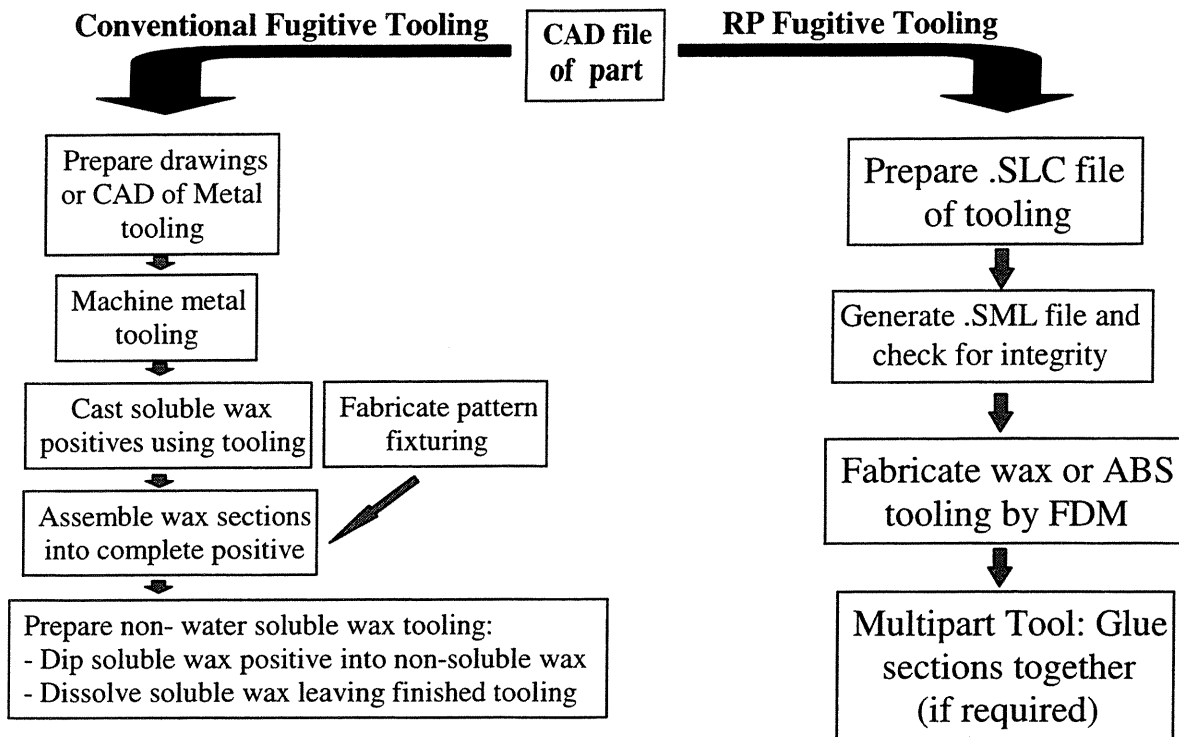 Conventional Fugitive Tooling
CAD file
of part
RP Fugitive Tooling
Prepare drawings
or CAD of Metal
tooling
Machine metal
tooling
Cast soluble wax
positives using tooling
Fabricate pattern
fixturing
Assemble wax sections
into complete positive
Prepare non- water soluble wax tooling:
- Dip soluble wax positive into non-soluble wax
- Dissolve soluble wax leaving finished tooling
Prepare .SLC file
of tooling
Generate .SML file and
check for integrity
Fabricate wax or ABS
tooling by FDM
Multipart Tool: Glue
sections together
(if required)